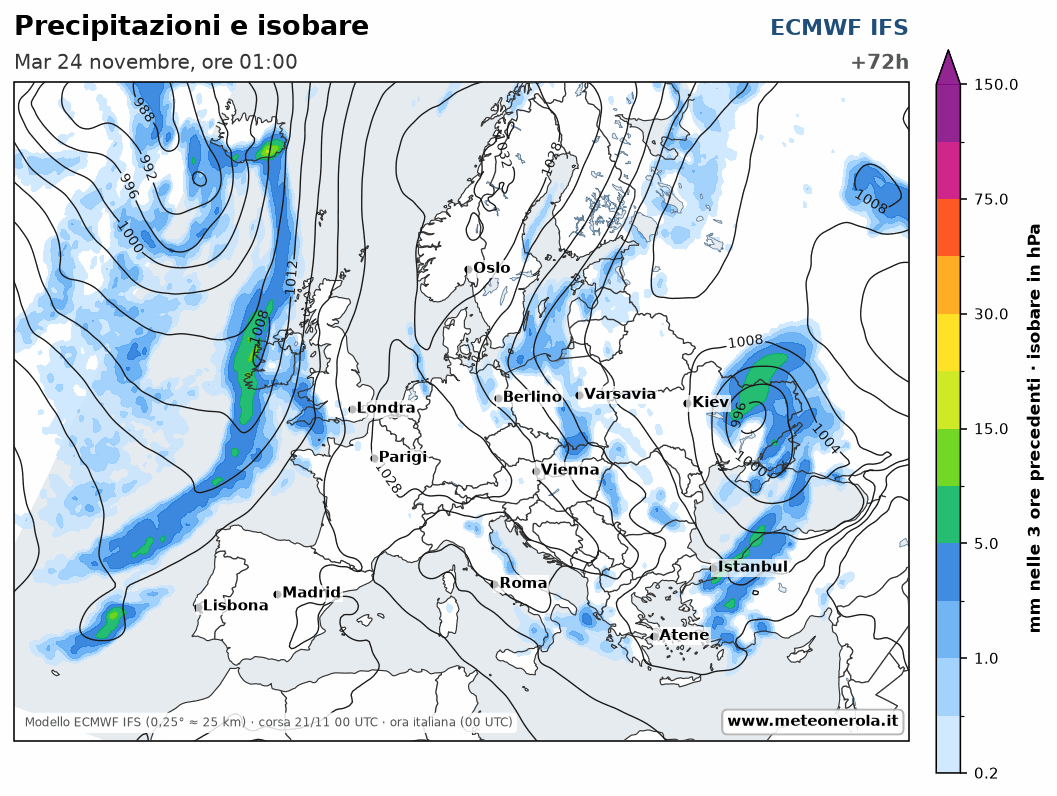 Precipitazioni e isobare
ECMWF IFS
Mar 24 novembre, ore 01:00
+72h
988
992
996
1000
1012
1008
1032
1028
1008
Oslo
1008
Londra
Berlino
Varsavia
Kiev
996
1004
Parigi
1028
Vienna
1000
Istanbul
Roma
Madrid
Lisbona
Atene
Modello ECMWF IFS (0,25° ≈ 25 km) · corsa 21/11 00 UTC · ora italiana (00 UTC)
www.meteonerola.it
150.0
75.0
30.0
15.0
5.0
1.0
0.2
mm nelle 3 ore precedenti · isobare in hPa